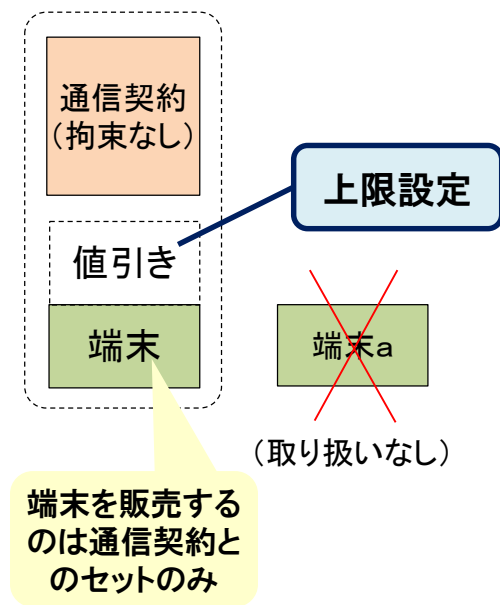 通信契約
（拘束なし）
上限設定
値引き
端末
端末a
（取り扱いなし）
端末を販売する
のは通信契約と
のセットのみ